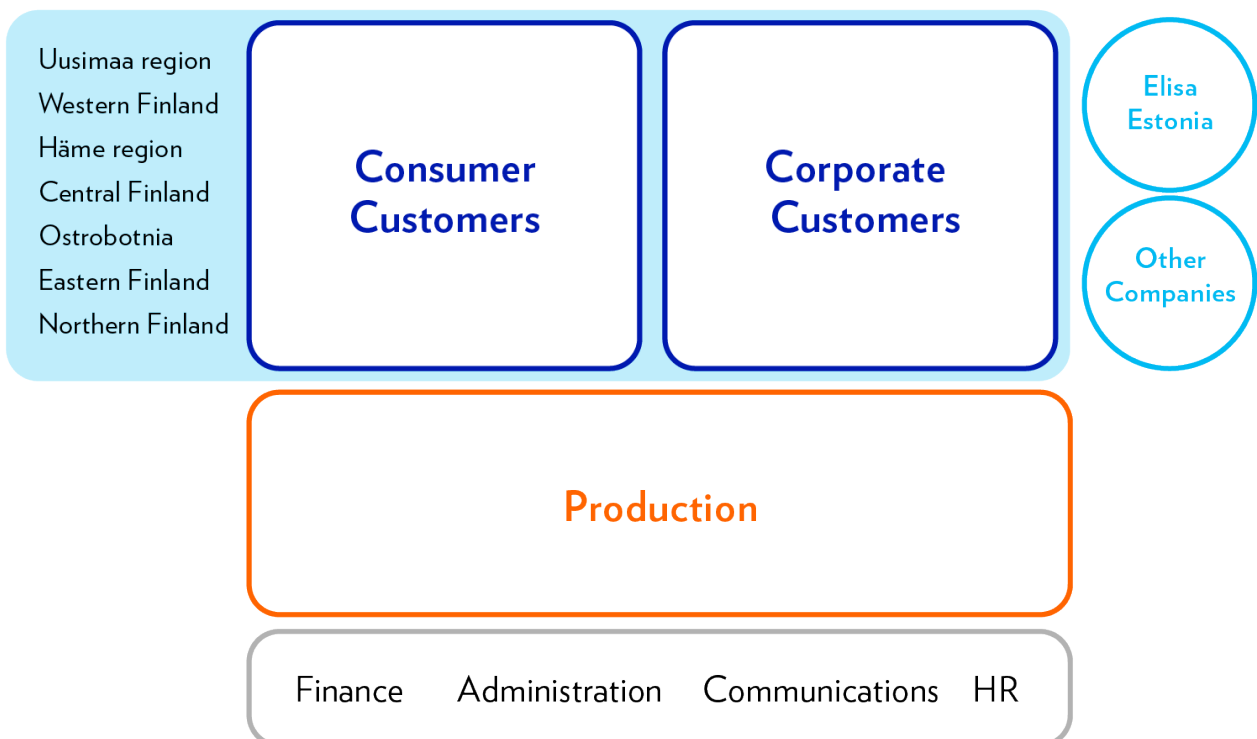 Uusimaa region
Western Finland
Häme region
Central Finland
Ostrobotnia
Eastern Finland
Northern Finland
Consumer
Customers
Corporate
Customers
Elisa
Estonia
Other
Companies
Production
Finance Administration Communications HR